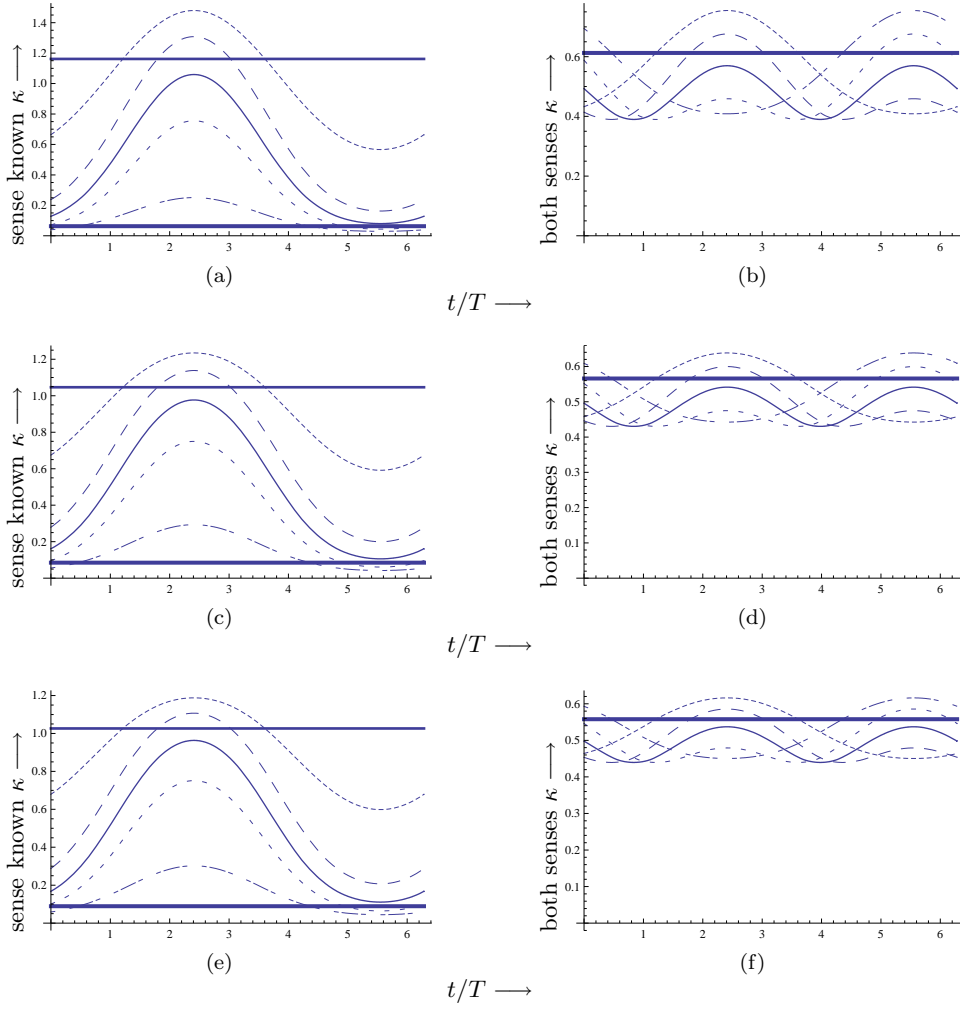 sense known κ ⟶
1.4
1.2
1.0
0.8
0.6
0.4
0.2
1 2 3 4 5 6
(a)
both senses κ ⟶
0.6
0.4
0.2
1 2 3 4 5 6
(b)
t/T ⟶
sense known κ ⟶
1.2
1.0
0.8
0.6
0.4
0.2
1 2 3 4 5 6
(c)
both senses κ ⟶
0.6
0.5
0.4
0.3
0.2
0.1
1 2 3 4 5 6
(d)
t/T ⟶
sense known κ ⟶
1.2
1.0
0.8
0.6
0.4
0.2
1 2 3 4 5 6
(e)
both senses κ ⟶
0.6
0.5
0.4
0.3
0.2
0.1
1 2 3 4 5 6
(f)
t/T ⟶